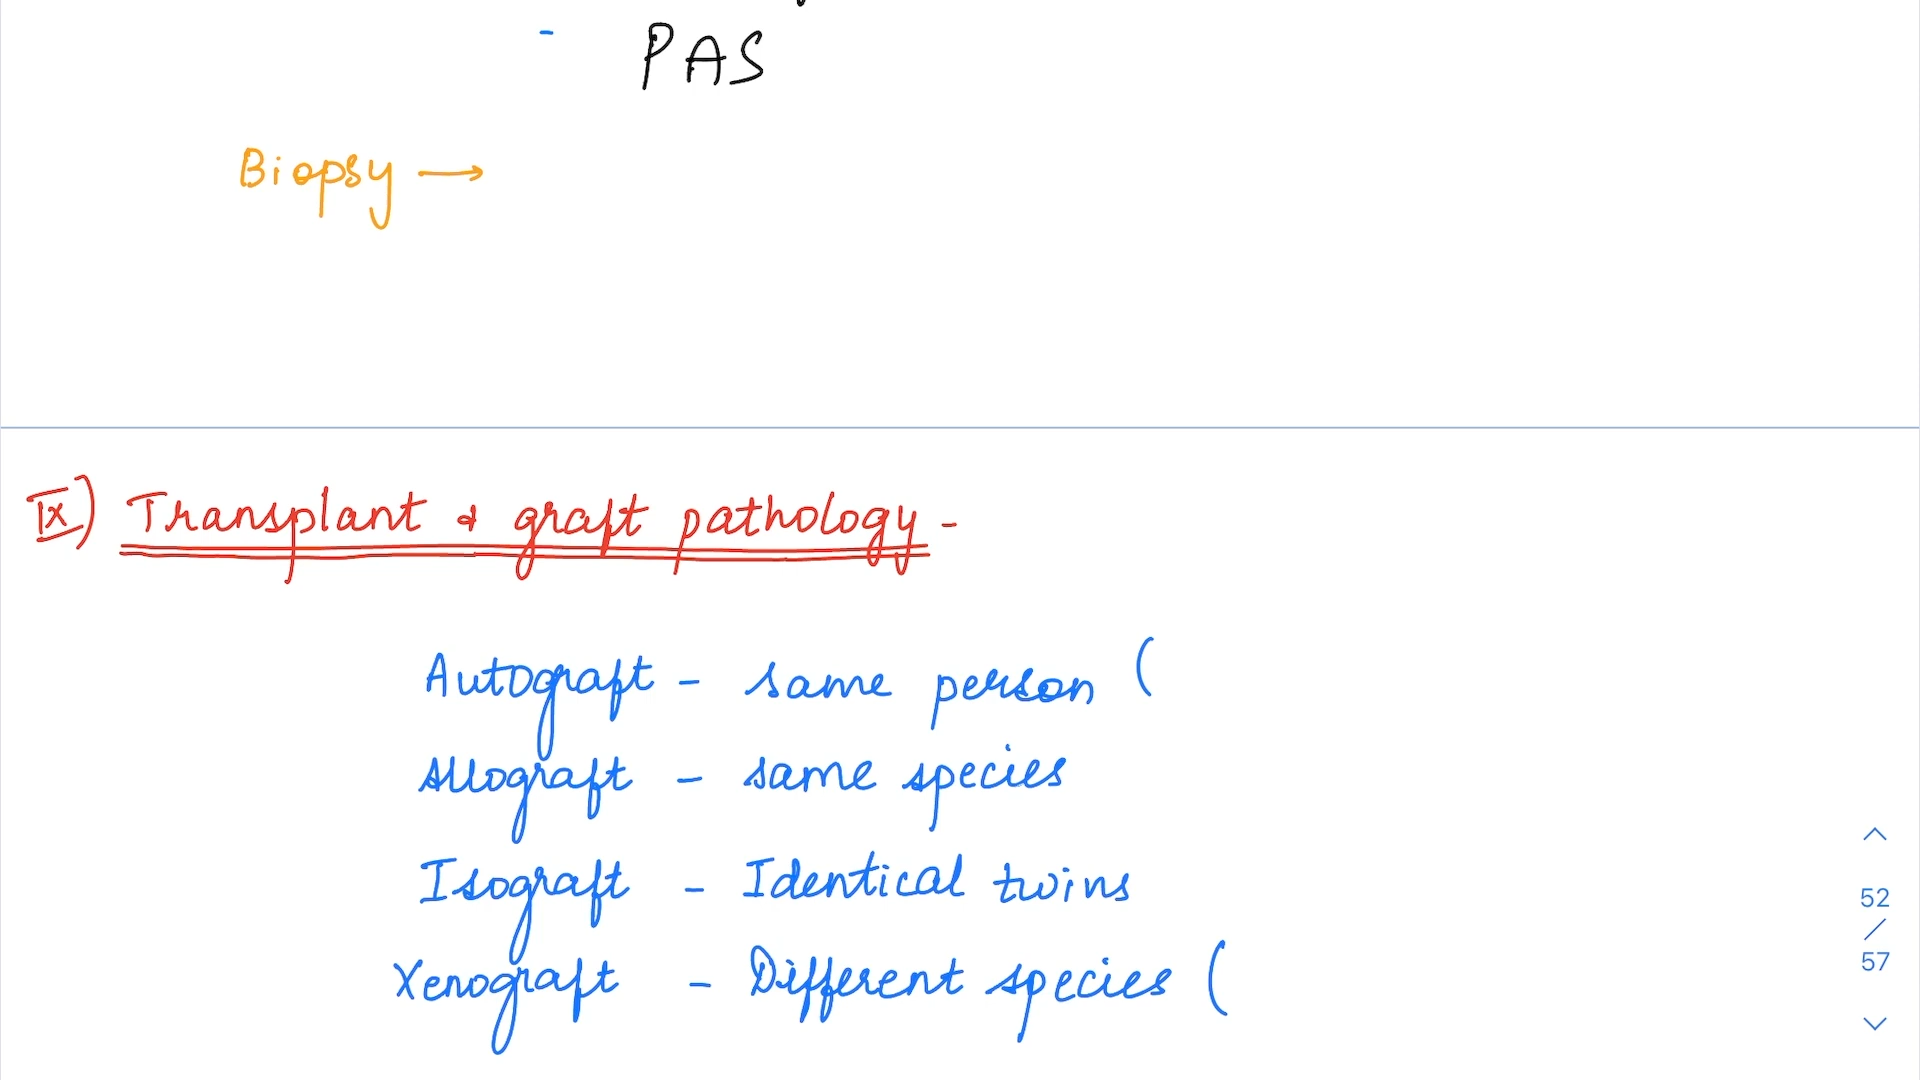 - PAS
Biopsy →
IX) Transplant & graft pathology -
Autograft - same person (
Allograft - same species
Isograft - Identical twins
Xenograft - Different species (
52
/
57